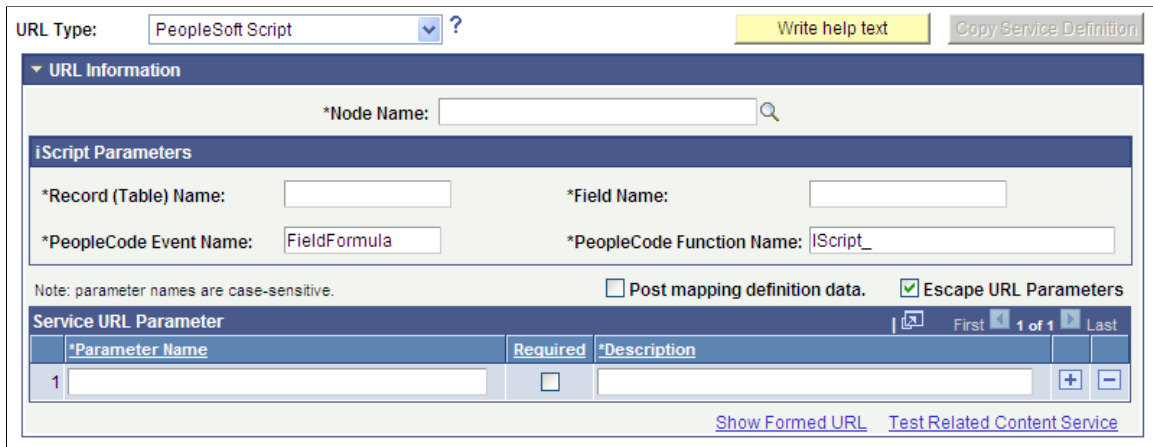 URL Type: PeopleSoft Script ? Write help text Copy Service Definition
URL Information
*Node Name:
iScript Parameters
*Record (Table) Name: *Field Name:
*PeopleCode Event Name: FieldFormula *PeopleCode Function Name: IScript_
Note: parameter names are case-sensitive. Post mapping definition data. Escape URL Parameters
Service URL Parameter | First 1 of 1 Last
*Parameter Name Required *Description
1
Show Formed URL Test Related Content Service